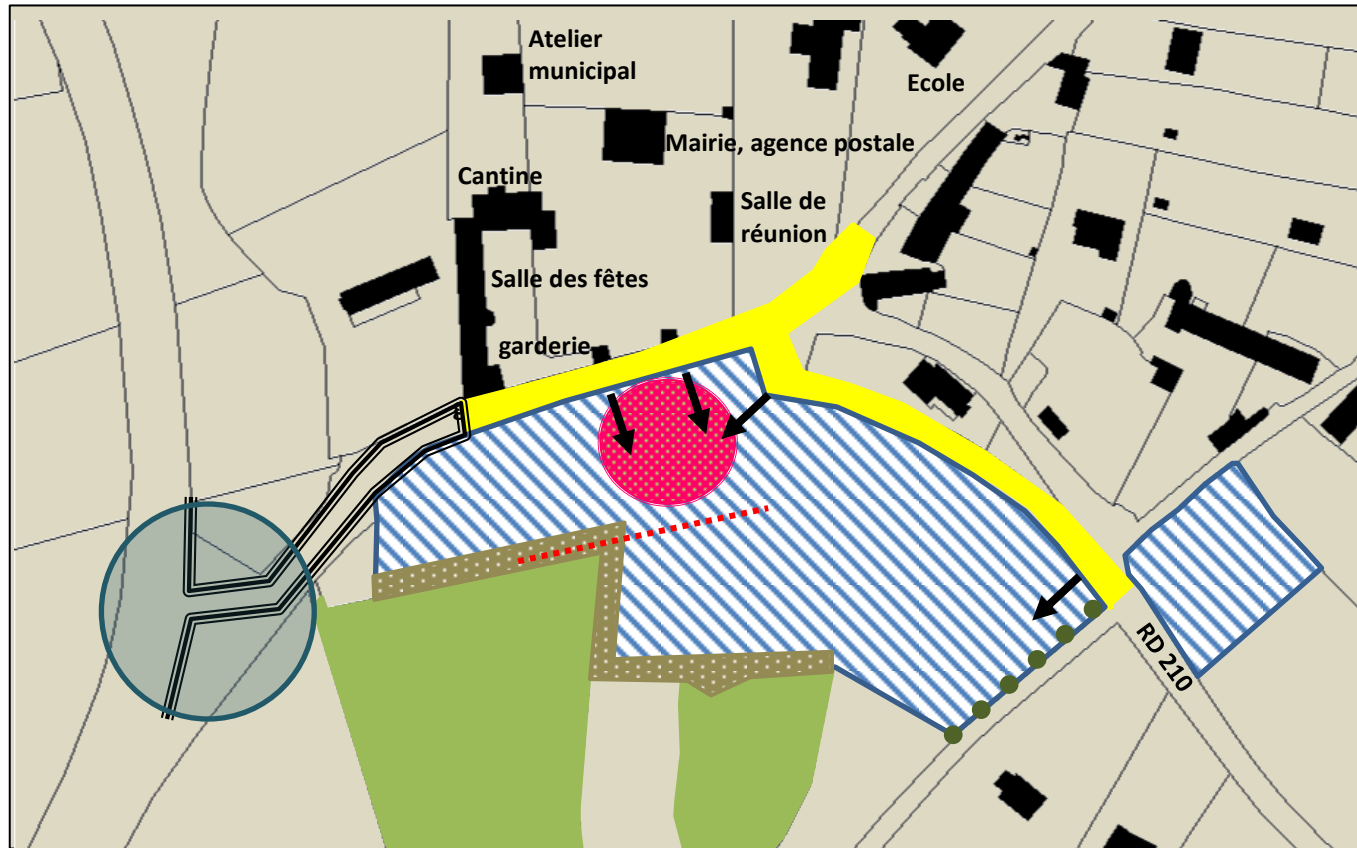 Atelier
municipal
Ecole
Mairie, agence postale
Cantine
Salle de
réunion
Salle des fêtes
garderie
RD 210